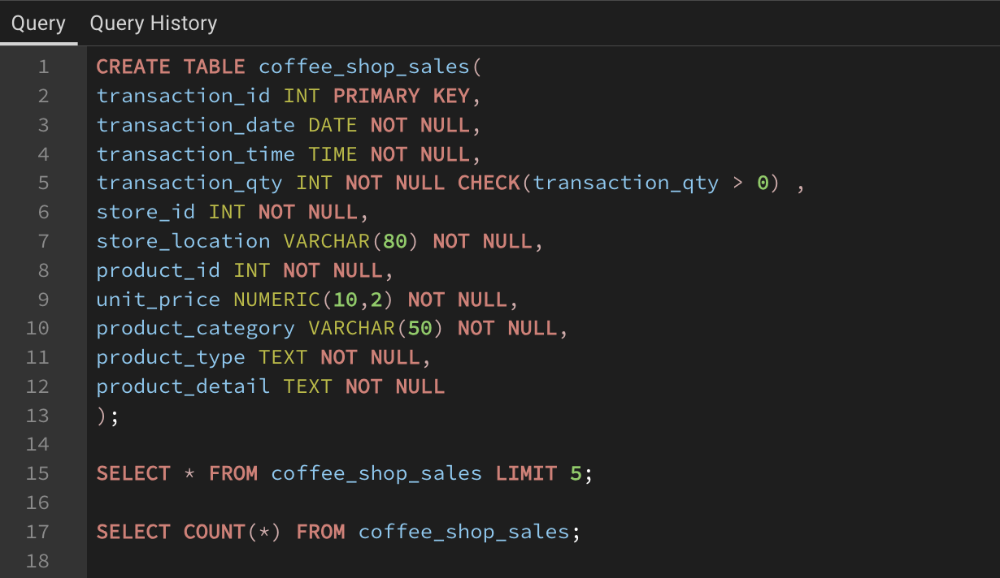 Query Query History
1 CREATE TABLE coffee_shop_sales(
2 transaction_id INT PRIMARY KEY,
3 transaction_date DATE NOT NULL,
4 transaction_time TIME NOT NULL,
5 transaction_qty INT NOT NULL CHECK(transaction_qty > 0) ,
6 store_id INT NOT NULL,
7 store_location VARCHAR(80) NOT NULL,
8 product_id INT NOT NULL,
9 unit_price NUMERIC(10,2) NOT NULL,
10 product_category VARCHAR(50) NOT NULL,
11 product_type TEXT NOT NULL,
12 product_detail TEXT NOT NULL
13 );
14
15 SELECT * FROM coffee_shop_sales LIMIT 5;
16
17 SELECT COUNT(*) FROM coffee_shop_sales;
18